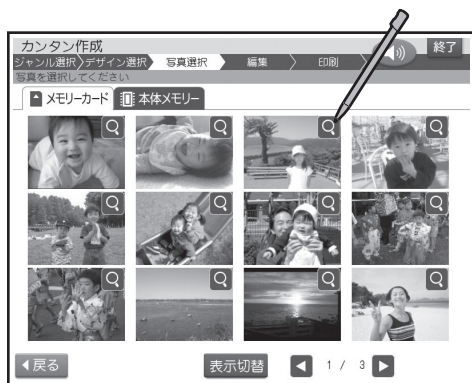 カンタン作成
終了
ジャンル選択 デザイン選択 写真選択 編集 印刷
写真を選択してください
メモリーカード 本体メモリー
戻る 表示切替 1 / 3